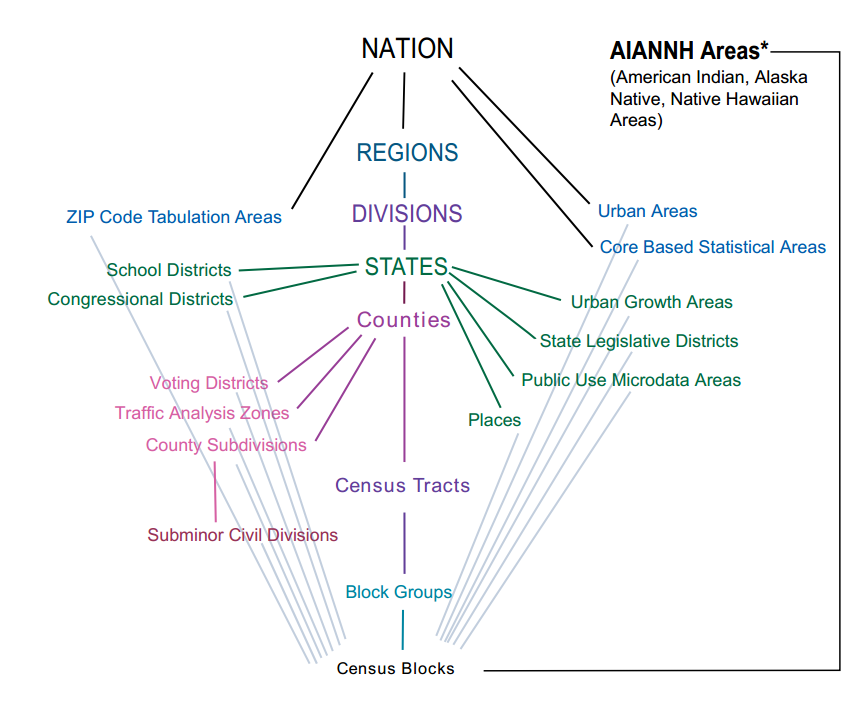 NATION
AIANNH Areas*
(American Indian, Alaska
Native, Native Hawaiian
Areas)
REGIONS
ZIP Code Tabulation Areas
DIVISIONS
Urban Areas
Core Based Statistical Areas
School Districts
STATES
Congressional Districts
Urban Growth Areas
Counties
State Legislative Districts
Voting Districts
Public Use Microdata Areas
Traffic Analysis Zones
Places
County Subdivisions
Census Tracts
Subminor Civil Divisions
Block Groups
Census Blocks